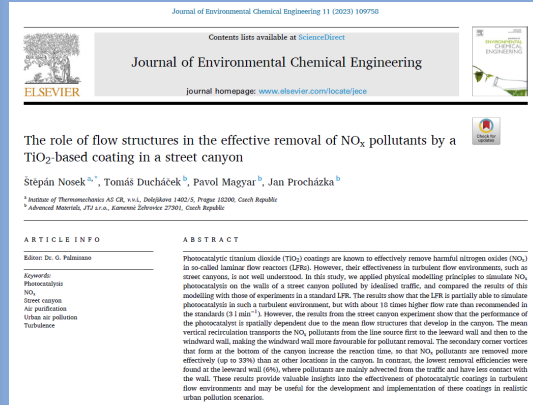 Journal of Environmental Chemical Engineering 11 (2023) 109758
Contents lists available at ScienceDirect
Journal of Environmental Chemical Engineering
journal homepage: www.elsevier.com/locate/jece
ELSEVIER
JOURNAL OF
ENVIRONMENTAL
CHEMICAL
ENGINEERING
The role of flow structures in the effective removal of NOx pollutants by a
TiO2-based coating in a street canyon
Check for
updates
Štěpán Nosek a,*, Tomáš Ducháček b, Pavol Magyar b, Jan Procházka b
a Institute of Thermomechanics AS CR, v.v.i., Dolejskova 1402/5, Prague 18200, Czech Republic
b Advanced Materials, JTJ s.r.o., Kamenné Žehrovice 27301, Czech Republic
ARTICLE INFO
Editor: Dr. G. Palmisano
Keywords:
Photocatalysis
NOx
Street canyon
Air purification
Urban air pollution
Turbulence
ABSTRACT
Photocatalytic titanium dioxide (TiO2) coatings are known to effectively remove harmful nitrogen oxides (NOx)
in so-called laminar flow reactors (LFRs). However, their effectiveness in turbulent flow environments, such as
street canyons, is not well understood. In this study, we applied physical modelling principles to simulate NOx
photocatalysis on the walls of a street canyon polluted by idealised traffic, and compared the results of this
modelling with those of experiments in a standard LFR. The results show that the LFR is partially able to simulate
photocatalysis in such a turbulent environment, but with about 18 times higher flow rate than recommended in
the standards (3 l min−1). However, the results from the street canyon experiment show that the performance of
the photocatalyst is spatially dependent due to the mean flow structures that develop in the canyon. The mean
vertical recirculation transports the NOx pollutants from the line source first to the leeward wall and then to the
windward wall, making the windward wall more favourable for pollutant removal. The secondary corner vortices
that form at the bottom of the canyon increase the reaction time, so that NOx pollutants are removed more
effectively (up to 33%) than at other locations in the canyon. In contrast, the lowest removal efficiencies were
found at the leeward wall (6%), where pollutants are mainly advected from the traffic and have less contact with
the wall. These results provide valuable insights into the effectiveness of photocatalytic coatings in turbulent
flow environments and may be useful for the development and implementation of these coatings in realistic
urban pollution scenarios.